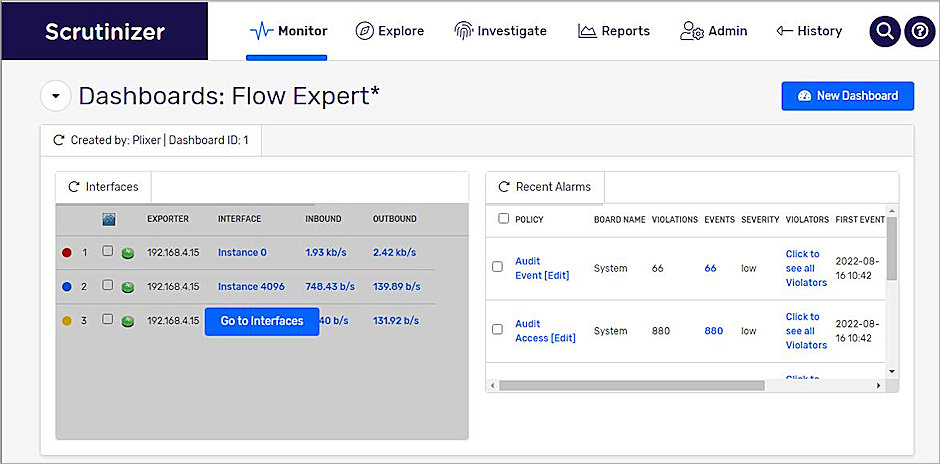 Scrutinizer Monitor Explore Investigate Reports Admin History
Dashboards: Flow Expert* New Dashboard
Created by: Plixer | Dashboard ID: 1
Interfaces
EXPORTER INTERFACE INBOUND OUTBOUND
1 192.168.4.15 Instance 0 1.93 kb/s 2.42 kb/s
2 192.168.4.15 Instance 4096 748.43 b/s 139.89 b/s
3 192.168.4.15 Go to Interfaces 40 b/s 131.92 b/s
Recent Alarms
POLICY BOARD NAME VIOLATIONS EVENTS SEVERITY VIOLATORS FIRST EVENT
Audit
Event [Edit] System 66 66 low Click to
see all
Violators 2022-08-
16 10:42
Audit
Access [Edit] System 880 880 low Click to
see all
Violators 2022-08-
16 10:42